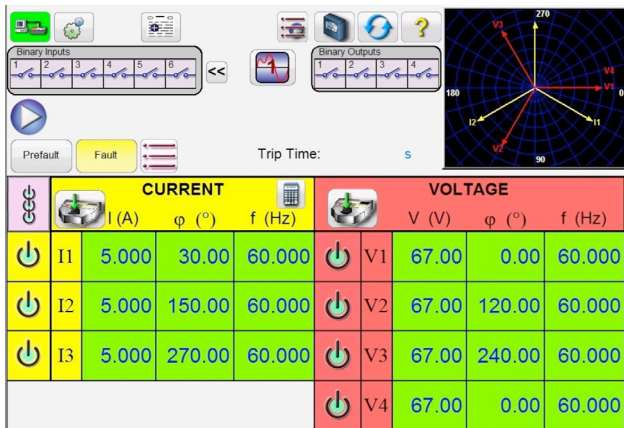 Binary Inputs
1 2 3 4 5 6
<<
Binary Outputs
1 2 3 4
?
270
V3
180
V4
V1
0
I2
I1
V2
90
Prefault
Fault
Trip Time:
s
CURRENT
VOLTAGE
I (A) φ (°) f (Hz)
V (V) φ (°) f (Hz)
I1 5.000 30.00 60.000 V1 67.00 0.00 60.000
I2 5.000 150.00 60.000 V2 67.00 120.00 60.000
I3 5.000 270.00 60.000 V3 67.00 240.00 60.000
V4 67.00 0.00 60.000